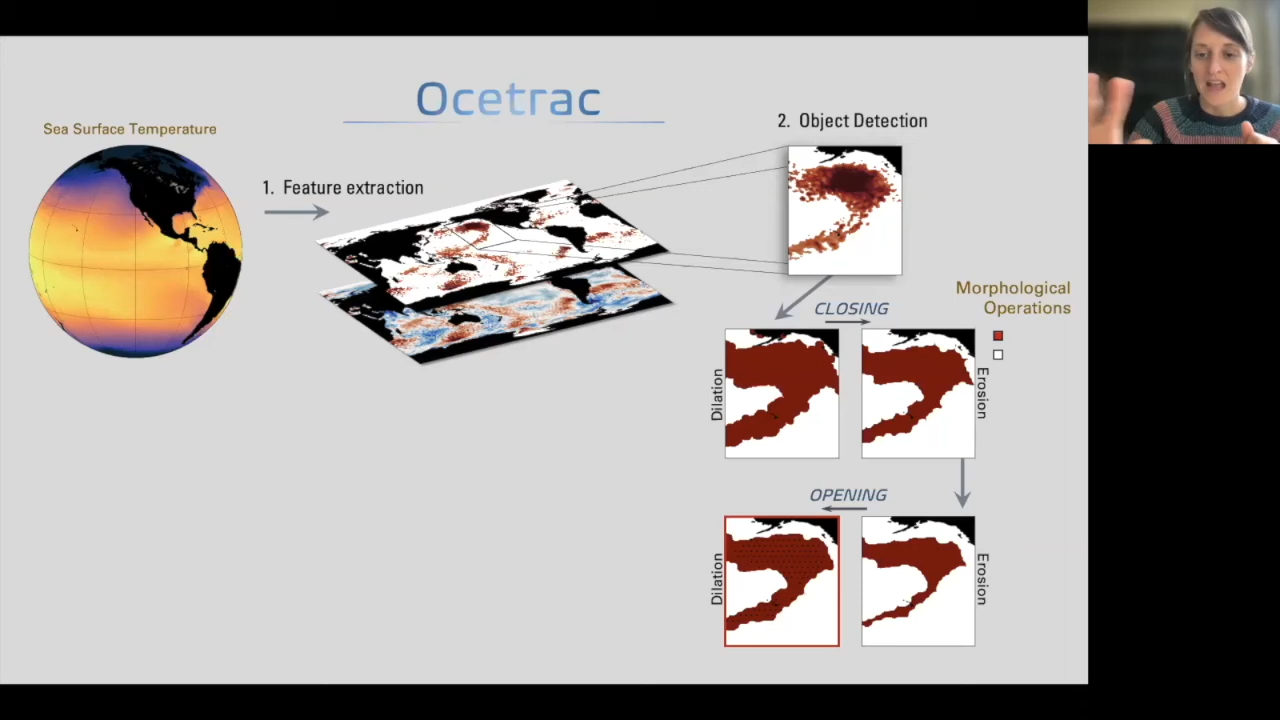 Ocetrac
Sea Surface Temperature
1. Feature extraction
2. Object Detection
Morphological
Operations
CLOSING
Dilation
Erosion
OPENING
Dilation
Erosion